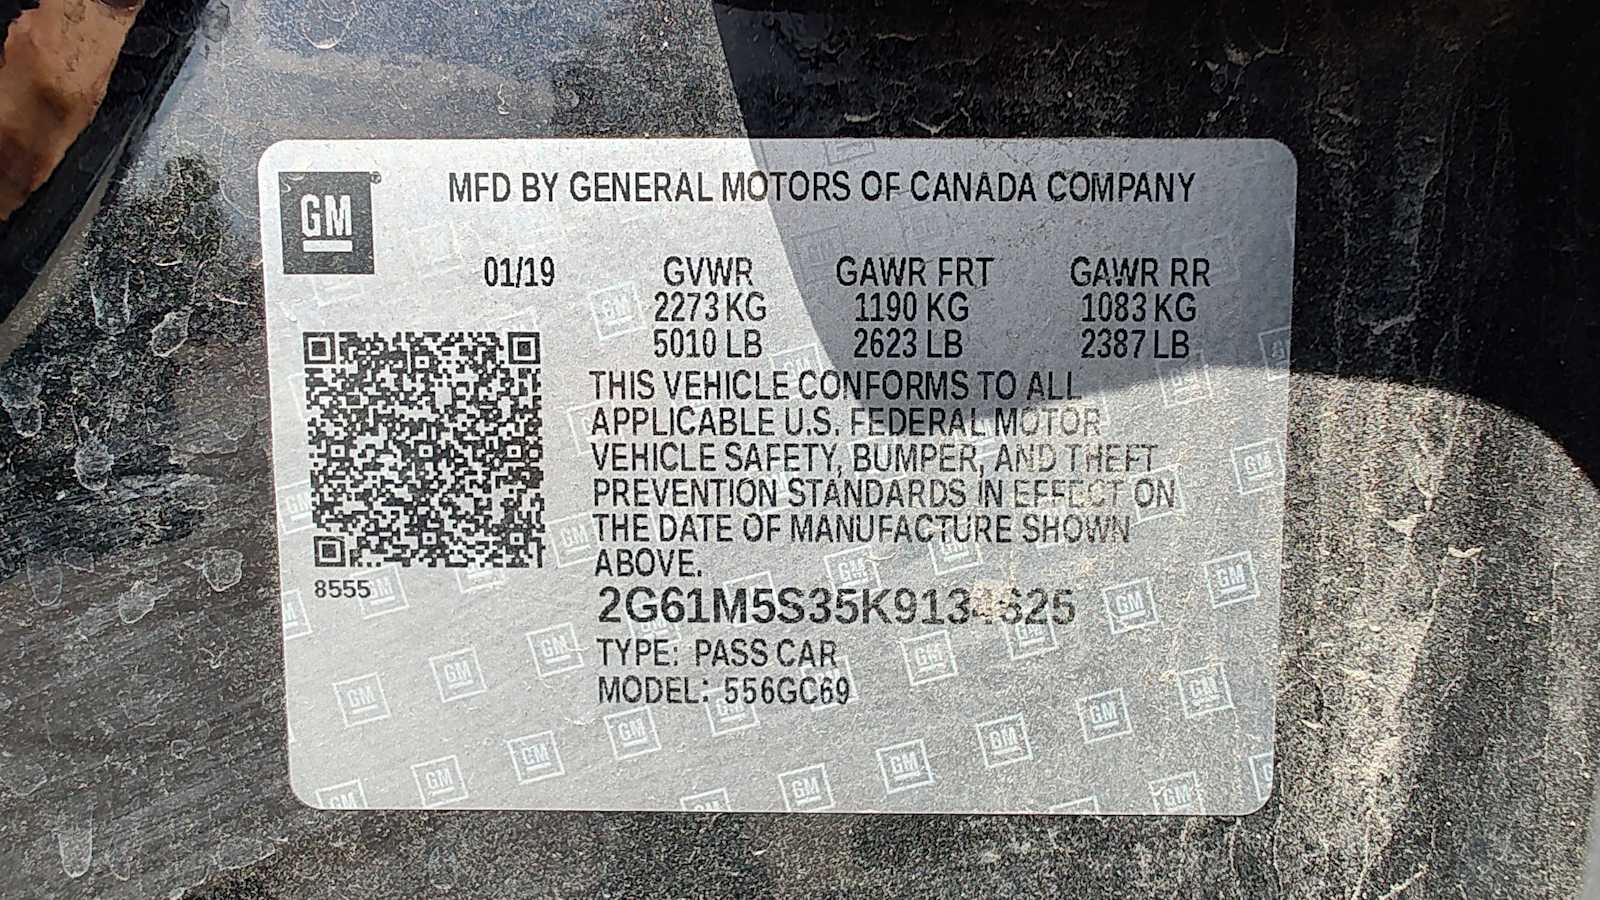 GM®
MFD BY GENERAL MOTORS OF CANADA COMPANY
01/19 GVWR GAWR FRT GAWR RR
2273 KG 1190 KG 1083 KG
5010 LB 2623 LB 2387 LB
THIS VEHICLE CONFORMS TO ALL
APPLICABLE U.S. FEDERAL MOTOR
VEHICLE SAFETY, BUMPER, AND THEFT
PREVENTION STANDARDS IN EFFECT ON
THE DATE OF MANUFACTURE SHOWN
ABOVE.
8555
2G61M5S35K9134625
TYPE: PASS CAR
MODEL: 556GC69